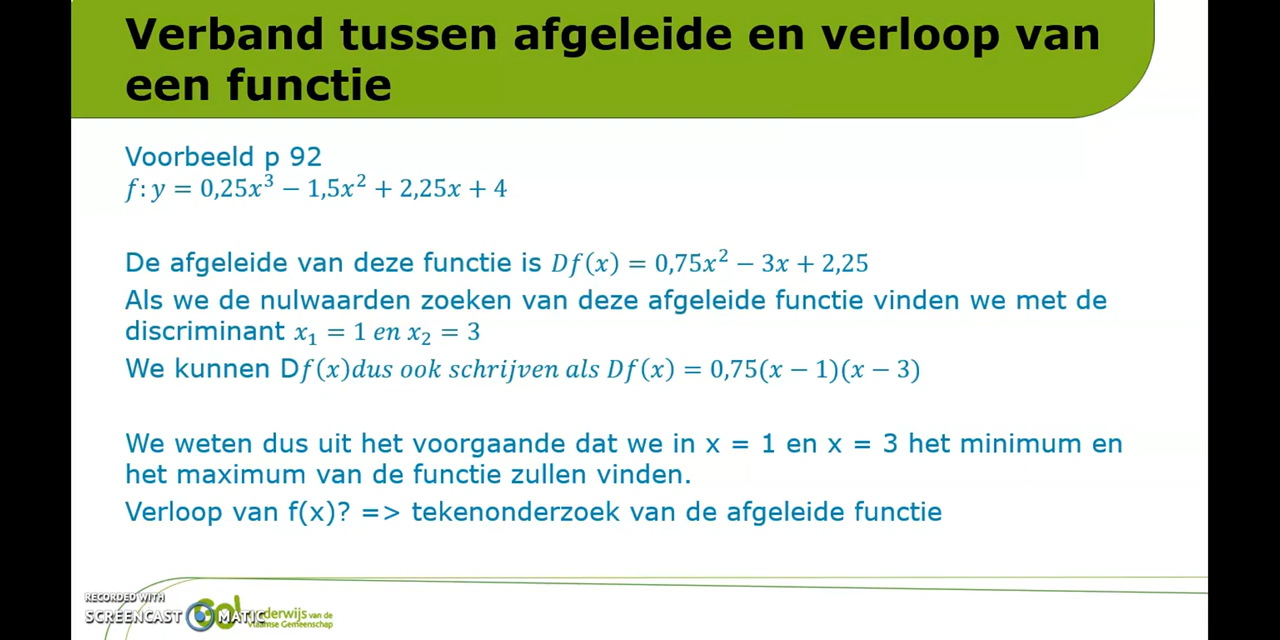 Verband tussen afgeleide en verloop van
een functie
Voorbeeld p 92
f: y = 0,25x³ − 1,5x² + 2,25x + 4
De afgeleide van deze functie is Df(x) = 0,75x² − 3x + 2,25
Als we de nulwaarden zoeken van deze afgeleide functie vinden we met de
discriminant x₁ = 1 en x₂ = 3
We kunnen Df(x)dus ook schrijven als Df(x) = 0,75(x − 1)(x − 3)
We weten dus uit het voorgaande dat we in x = 1 en x = 3 het minimum en
het maximum van de functie zullen vinden.
Verloop van f(x)? => tekenonderzoek van de afgeleide functie
RECORDED WITH
SCREENCAST MATIC
van de
Vlaamse Gemeenschap